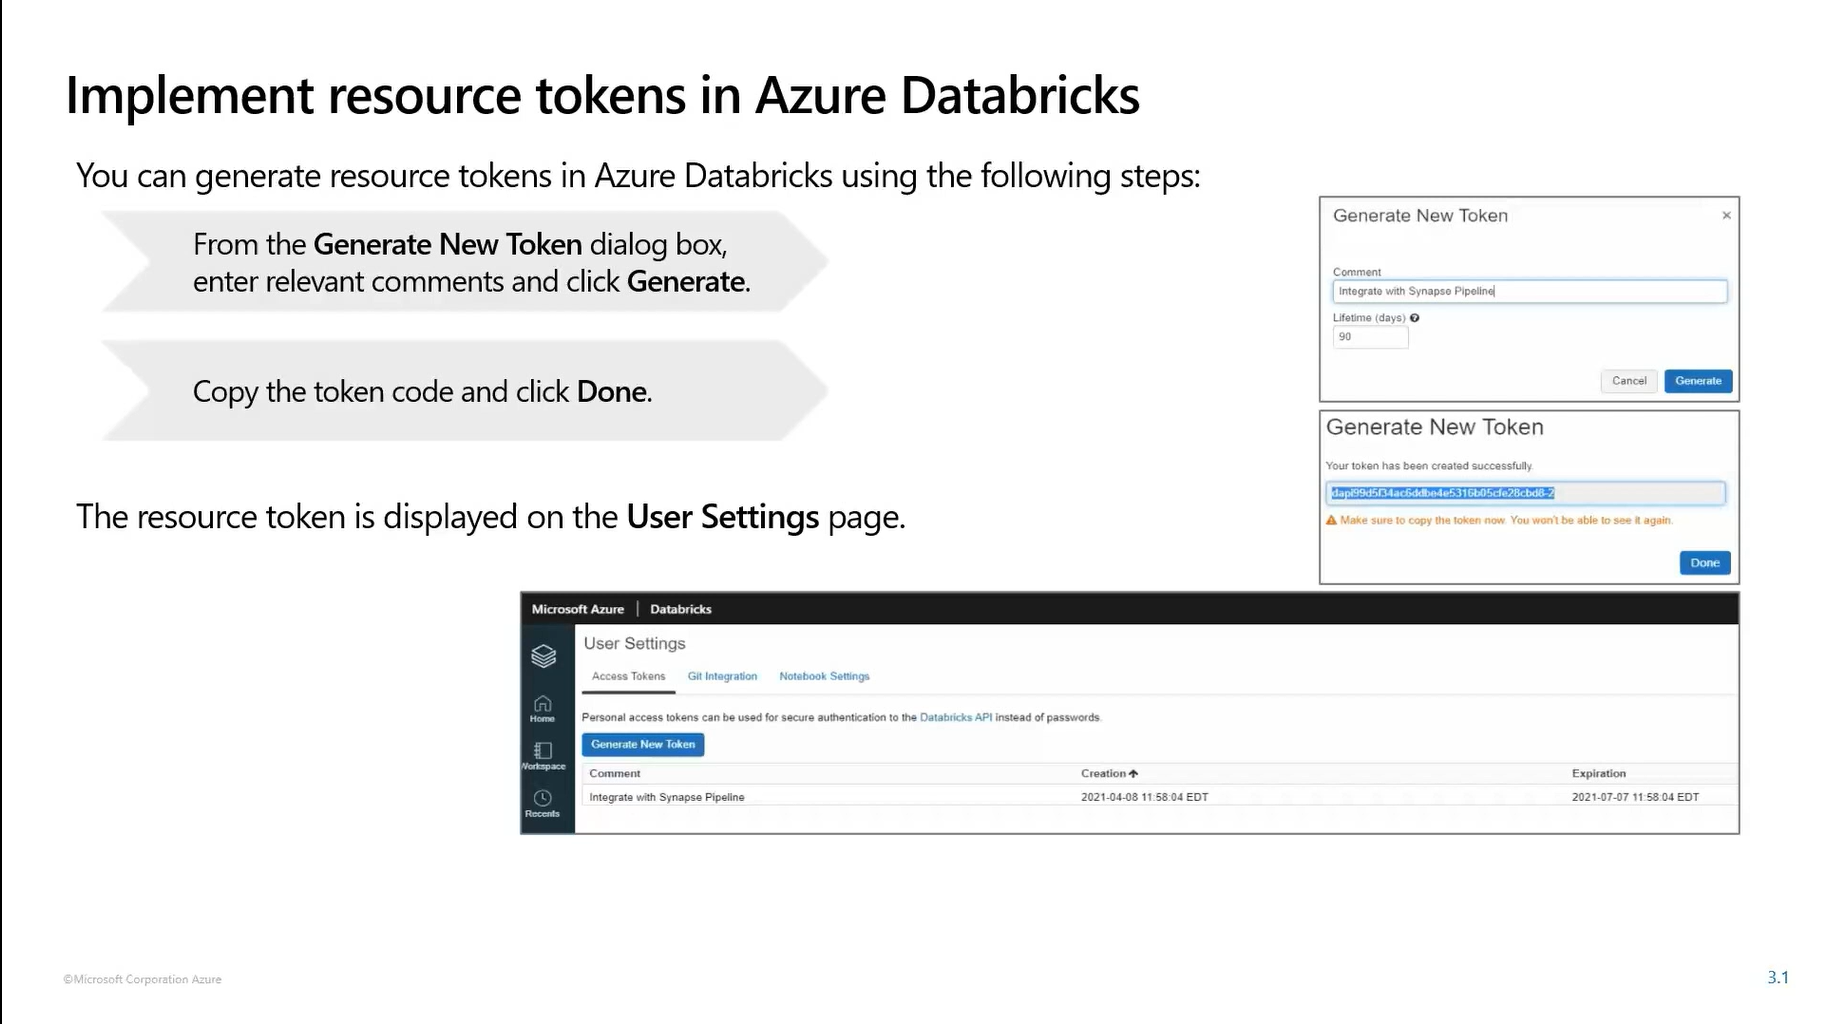 Implement resource tokens in Azure Databricks
You can generate resource tokens in Azure Databricks using the following steps:
From the Generate New Token dialog box,
enter relevant comments and click Generate.
Copy the token code and click Done.
The resource token is displayed on the User Settings page.
Generate New Token ×
Comment
Integrate with Synapse Pipeline
Lifetime (days)
90
Cancel Generate
Generate New Token
Your token has been created successfully.
Make sure to copy the token now. You won't be able to see it again.
Done
Microsoft Azure | Databricks
User Settings
Access Tokens Git Integration Notebook Settings
Personal access tokens can be used for secure authentication to the Databricks API instead of passwords.
Generate New Token
Comment Creation Expiration
Integrate with Synapse Pipeline 2021-04-08 11:58:04 EDT 2021-07-07 11:58:04 EDT
Home
Workspace
Recents
©Microsoft Corporation Azure
3.1